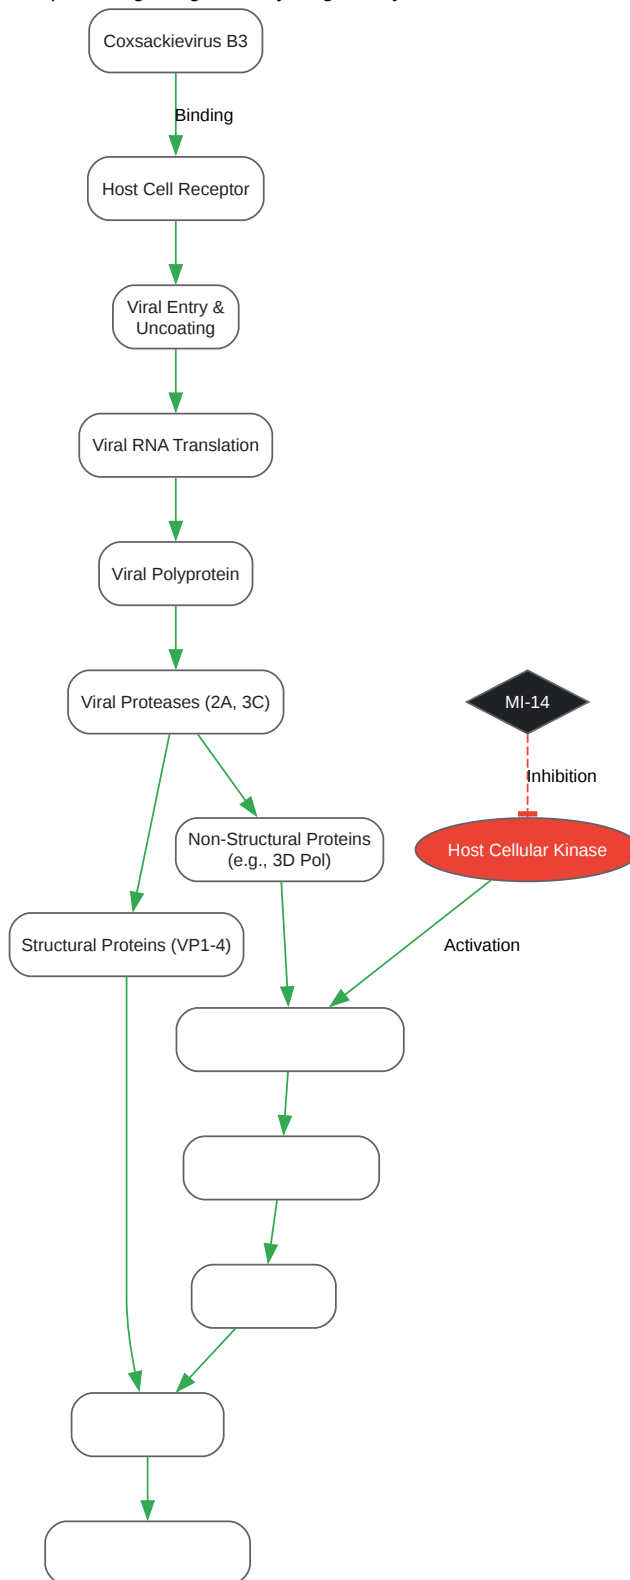 Coxsackievirus B3
Binding
Host Cell Receptor
Viral Entry &
Uncoating
Viral RNA Translation
Viral Polyprotein
Viral Proteases (2A, 3C)
MI-14
Inhibition
Non-Structural Proteins
(e.g., 3D Pol)
Host Cellular Kinase
Structural Proteins (VP1-4)
Activation